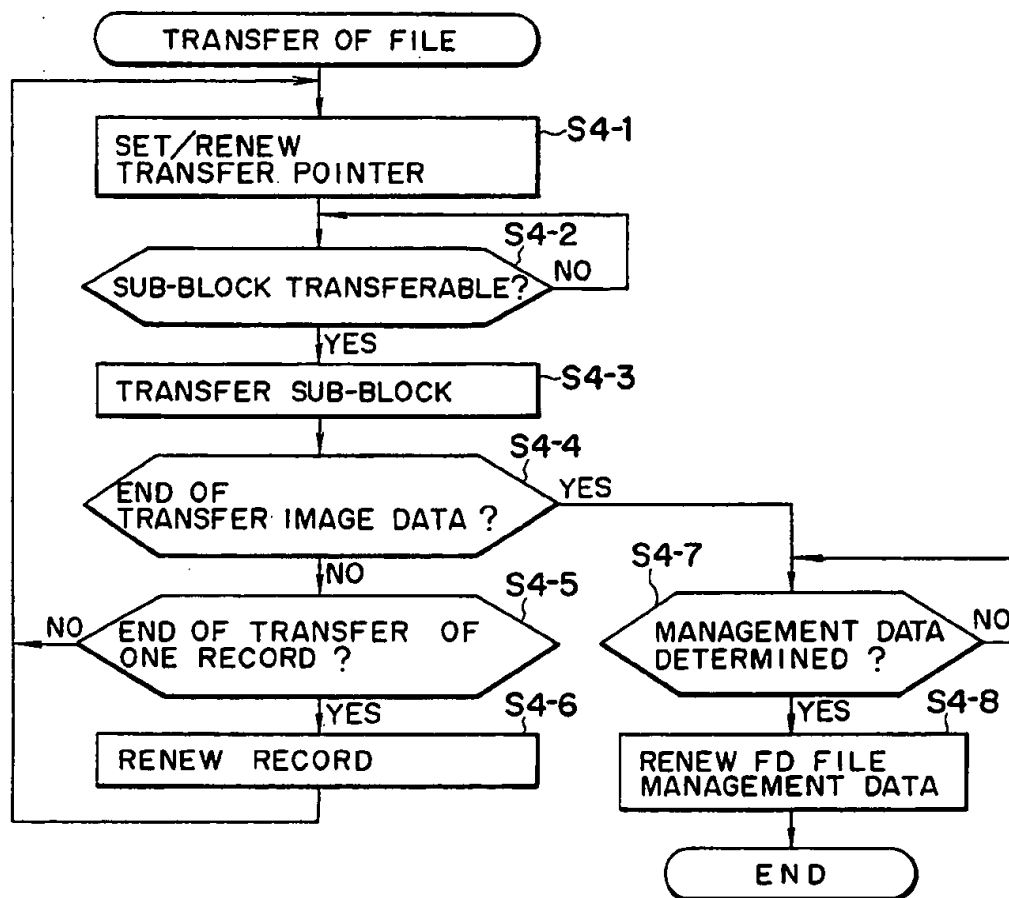 TRANSFER OF FILE
S4-1
SET/RENEW
TRANSFER POINTER
S4-2
SUB-BLOCK TRANSFERABLE?
NO
YES
TRANSFER SUB-BLOCK
S4-3
S4-4
END OF
TRANSFER IMAGE DATA ?
YES
NO
S4-5
NO
END OF TRANSFER OF
ONE RECORD ?
YES
S4-6
RENEW RECORD
S4-7
MANAGEMENT DATA
DETERMINED ?
NO
YES
S4-8
RENEW FD FILE
MANAGEMENT DATA
END